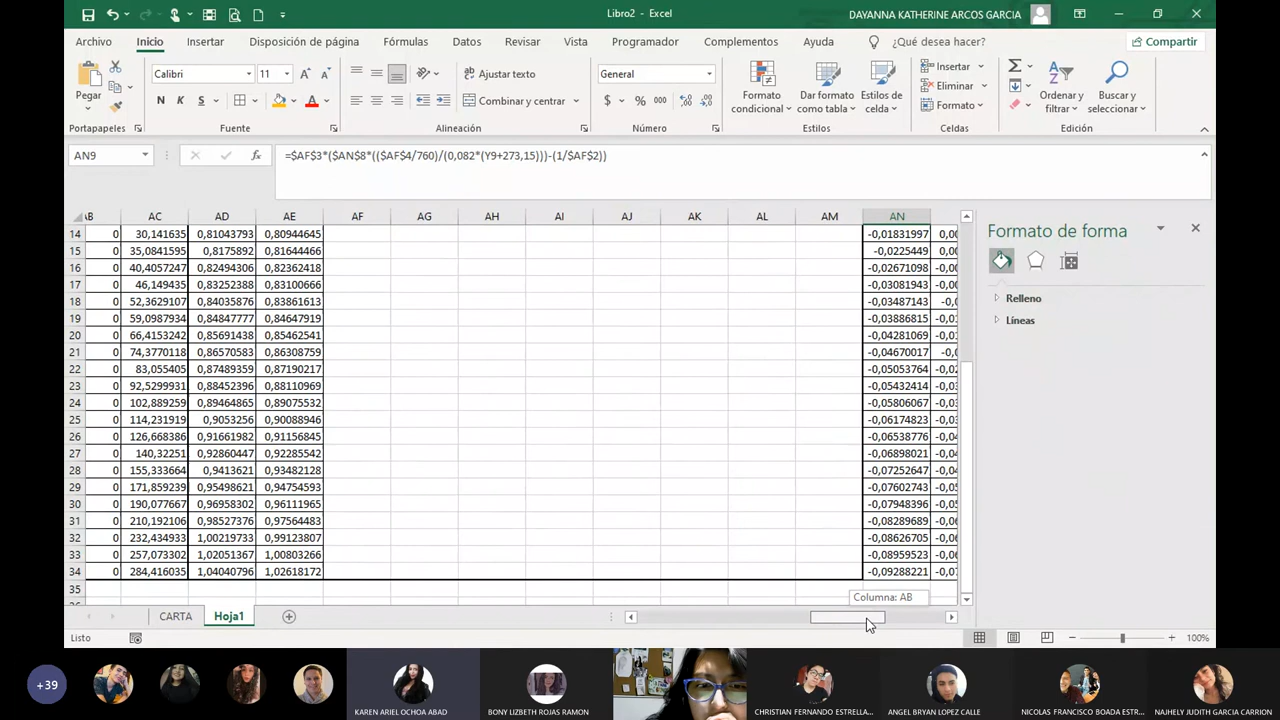 Libro2 - Excel
DAYANNA KATHERINE ARCOS GARCIA
Archivo Inicio Insertar Disposición de página Fórmulas Datos Revisar Vista Programador Complementos Ayuda ¿Qué desea hacer? Compartir
Pegar
Calibri 11
N K S
Ajustar texto
Combinar y centrar
General
$ % 000
Formato condicional
Dar formato como tabla
Estilos de celda
Insertar
Eliminar
Formato
Ordenar y filtrar
Buscar y seleccionar
Portapapeles Fuente Alineación Número Estilos Celdas Edición
AN9 fx =$AF$3*($AN$8*(($AF$4/760)/(0,082*(Y9+273,15)))-(1/$AF$2))
AC AD AE AF AG AH AI AJ AK AL AM AN
14 0 30,141635 0,81043793 0,80944645 -0,01831997
15 0 35,0841595 0,8175892 0,81644466 -0,0225449
16 0 40,4057247 0,82494306 0,82362418 -0,02671098
17 0 46,149435 0,83252388 0,83100666 -0,03081943
18 0 52,3629107 0,84035876 0,83861613 -0,03487143
19 0 59,0987934 0,84847777 0,84647919 -0,03886815
20 0 66,4153242 0,85691438 0,85462541 -0,04281069
21 0 74,3770118 0,86570583 0,86308759 -0,04670017
22 0 83,055405 0,87489359 0,87190217 -0,05053764
23 0 92,5299931 0,88452396 0,88110969 -0,05432414
24 0 102,889259 0,89464865 0,89075532 -0,05806067
25 0 114,231919 0,9053256 0,90088946 -0,06174823
26 0 126,668386 0,91661982 0,91156845 -0,06538776
27 0 140,32251 0,92860447 0,92285542 -0,06898021
28 0 155,333664 0,9413621 0,93482128 -0,07252647
29 0 171,859239 0,95498621 0,94754593 -0,07602743
30 0 190,077667 0,96958302 0,96111965 -0,07948396
31 0 210,192106 0,98527376 0,97564483 -0,08289689
32 0 232,434933 1,00219733 0,99123807 -0,08626705
33 0 257,073302 1,02051367 1,00803266 -0,08959523
34 0 284,416035 1,04040796 1,02618172 -0,09288221
35
Formato de forma
Relleno
Líneas
Columna: AB
CARTA Hoja1
Listo
100%
+39
KAREN ARIEL OCHOA ABAD
BONY LIZBETH ROJAS RAMON
CHRISTIAN FERNANDO ESTRELLA...
ANGEL BRYAN LOPEZ CALLE
NICOLAS FRANCISCO BOADA ESTR...
NAJHELY JUDITH GARCIA CARRION